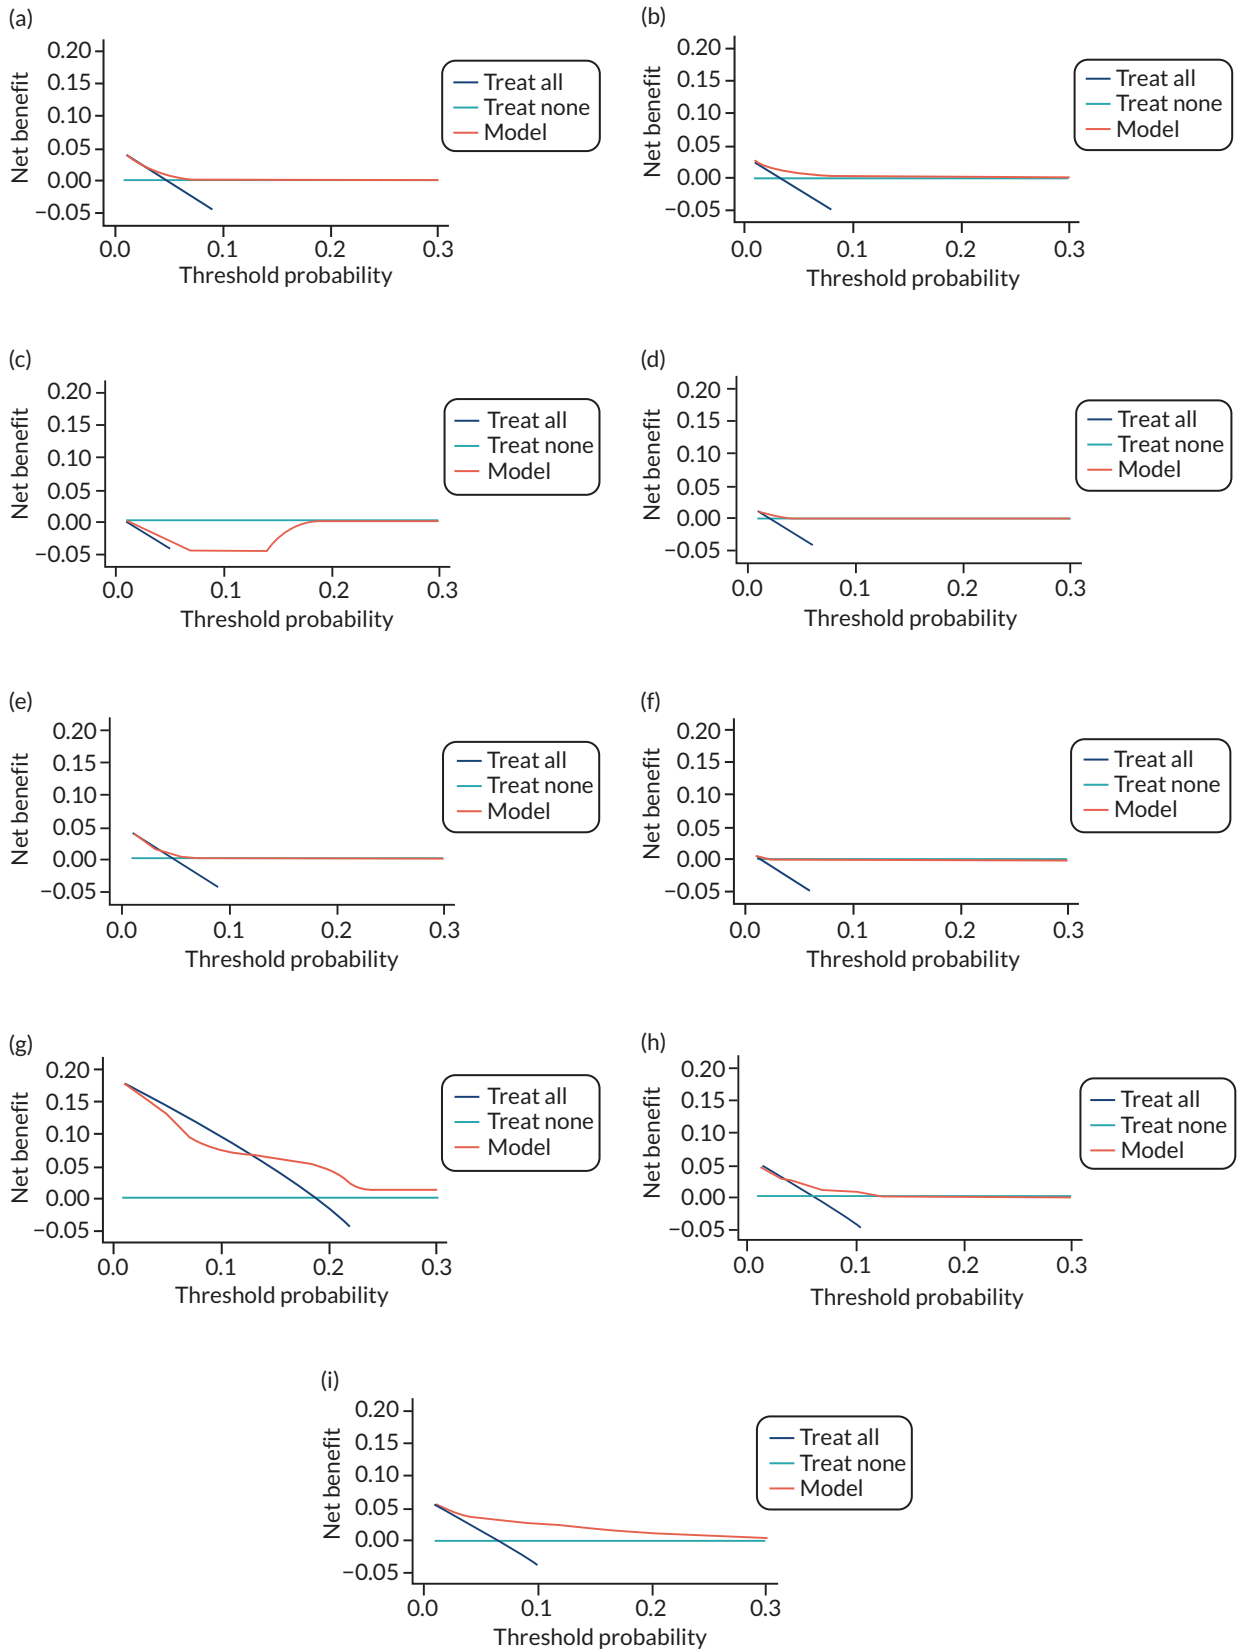 (a)
0.20
0.15
0.10
0.05
0.00
−0.05
Net benefit
0.0 0.1 0.2 0.3
Threshold probability
Treat all
Treat none
Model
(b)
0.20
0.15
0.10
0.05
0.00
−0.05
Net benefit
0.0 0.1 0.2 0.3
Threshold probability
Treat all
Treat none
Model
(c)
0.20
0.15
0.10
0.05
0.00
−0.05
Net benefit
0.0 0.1 0.2 0.3
Threshold probability
Treat all
Treat none
Model
(d)
0.20
0.15
0.10
0.05
0.00
−0.05
Net benefit
0.0 0.1 0.2 0.3
Threshold probability
Treat all
Treat none
Model
(e)
0.20
0.15
0.10
0.05
0.00
−0.05
Net benefit
0.0 0.1 0.2 0.3
Threshold probability
Treat all
Treat none
Model
(f)
0.20
0.15
0.10
0.05
0.00
−0.05
Net benefit
0.0 0.1 0.2 0.3
Threshold probability
Treat all
Treat none
Model
(g)
0.20
0.15
0.10
0.05
0.00
−0.05
Net benefit
0.0 0.1 0.2 0.3
Threshold probability
Treat all
Treat none
Model
(h)
0.20
0.15
0.10
0.05
0.00
−0.05
Net benefit
0.0 0.1 0.2 0.3
Threshold probability
Treat all
Treat none
Model
(i)
0.20
0.15
0.10
0.05
0.00
−0.05
Net benefit
0.0 0.1 0.2 0.3
Threshold probability
Treat all
Treat none
Model